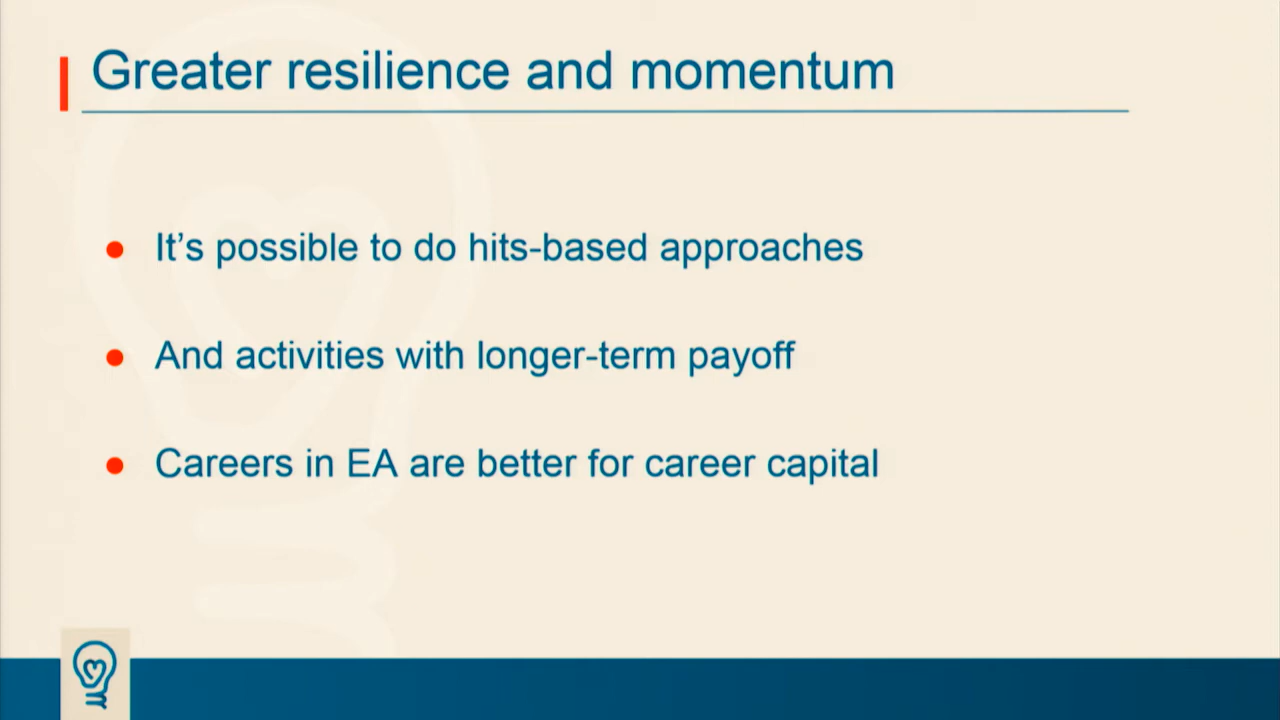 Greater resilience and momentum
It’s possible to do hits-based approaches
And activities with longer-term payoff
Careers in EA are better for career capital